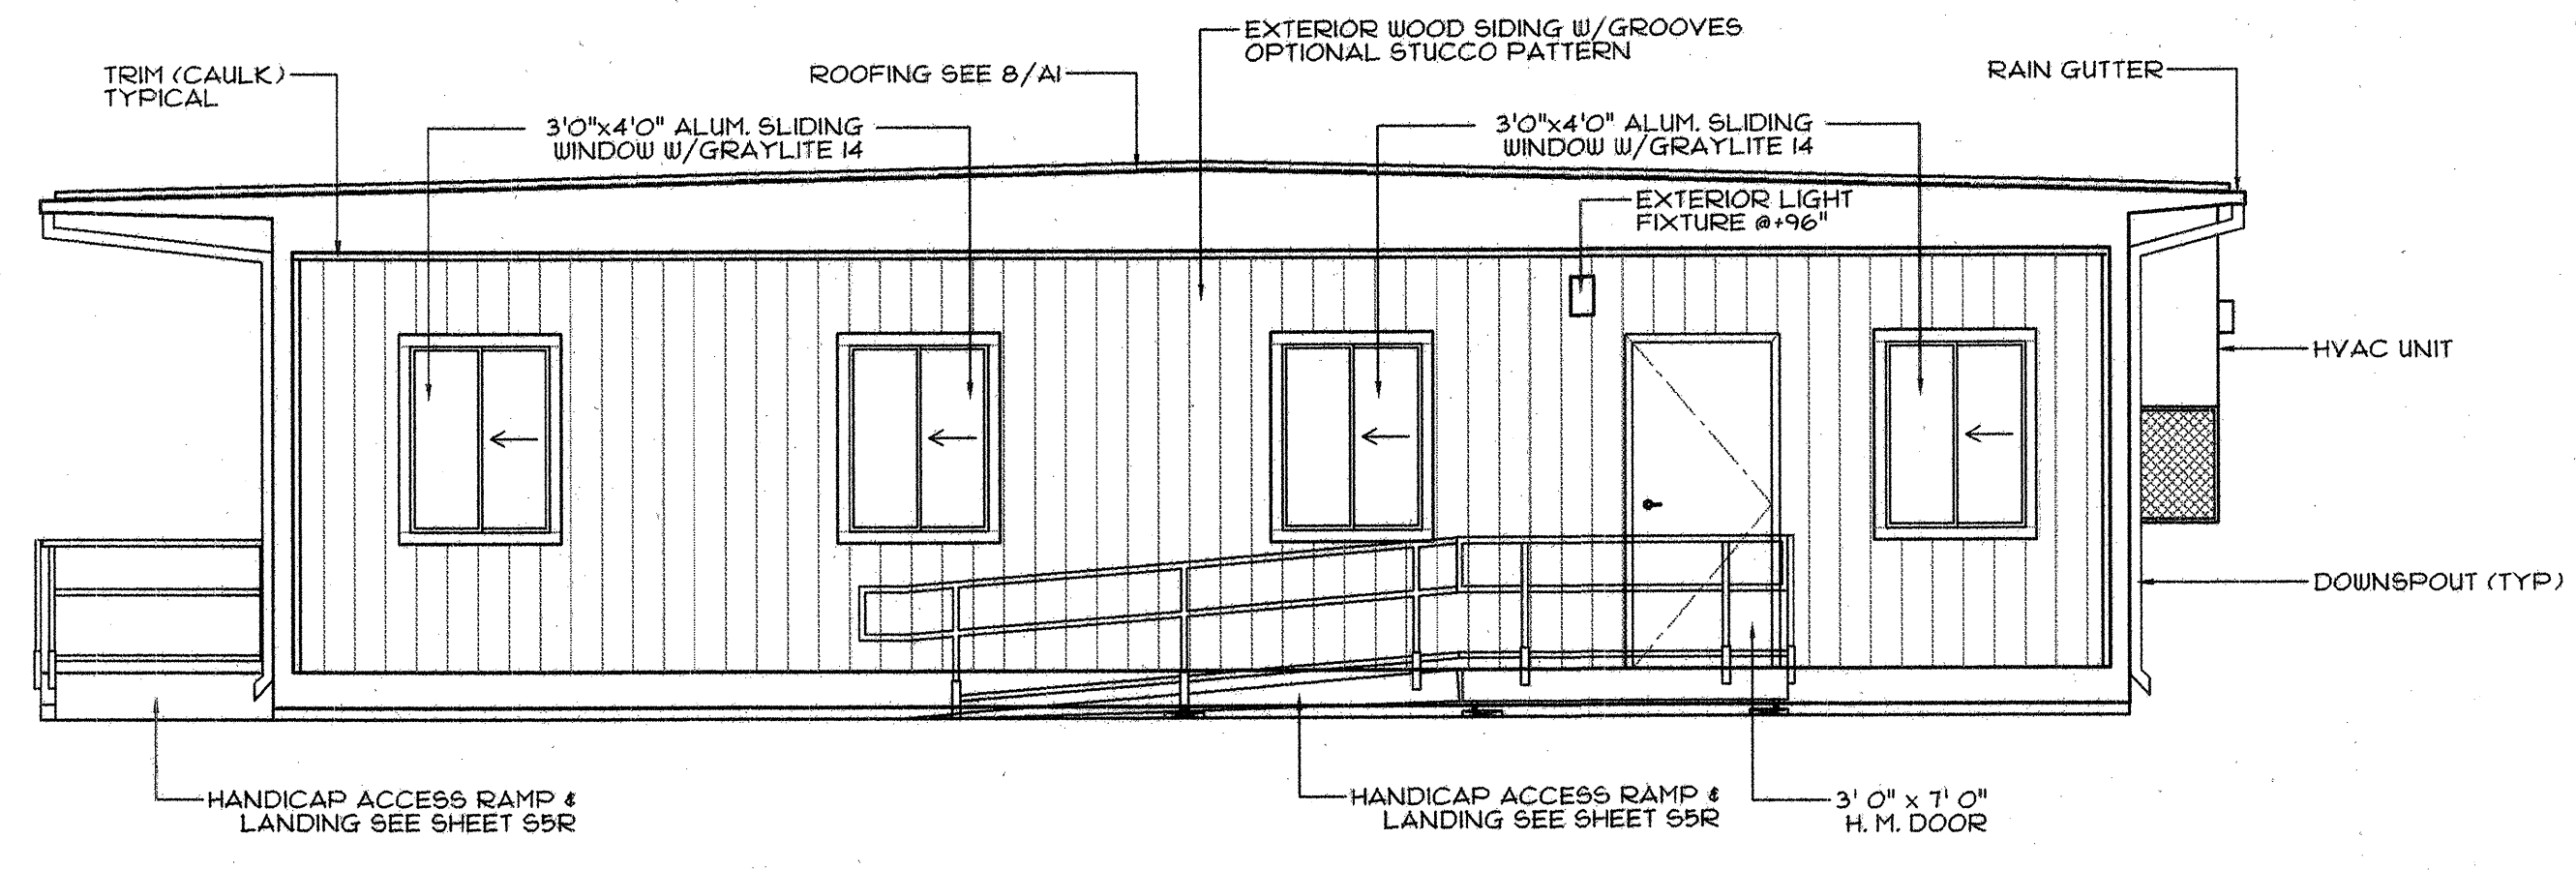 EXTERIOR WOOD SIDING W/GROOVES
OPTIONAL STUCCO PATTERN
TRIM (CAULK)
TYPICAL
ROOFING SEE 8/A1
RAIN GUTTER
3'0"x4'0" ALUM. SLIDING
WINDOW W/GRAYLITE 14
3'0"x4'0" ALUM. SLIDING
WINDOW W/GRAYLITE 14
EXTERIOR LIGHT
FIXTURE @+96"
HVAC UNIT
DOWNSPOUT (TYP)
HANDICAP ACCESS RAMP &
LANDING SEE SHEET S5R
HANDICAP ACCESS RAMP &
LANDING SEE SHEET S5R
3' 0" x 7' 0"
H. M. DOOR